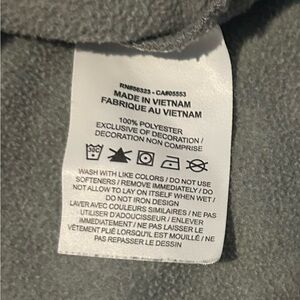 RN#56323 - CA#05553
MADE IN VIETNAM
FABRIQUE AU VIETNAM
100% POLYESTER
EXCLUSIVE OF DECORATION
DECORATION NON COMPRISE
WASH WITH LIKE COLORS / DO NOT USE
SOFTENERS / REMOVE IMMEDIATELY / DO
NOT ALLOW TO LAY ON ITSELF WHEN WET /
DO NOT IRON DESIGN
LAVER AVEC COULEURS SIMILAIRES / NE PAS
UTILISER D'ADOUCISSEUR / ENLEVER
IMMÉDIATEMENT / NE PAS LAISSER LE
VÊTEMENT PLIÉ LORSQU'IL EST MOUILLÉ / NE
PAS REPASSER LE DESSIN